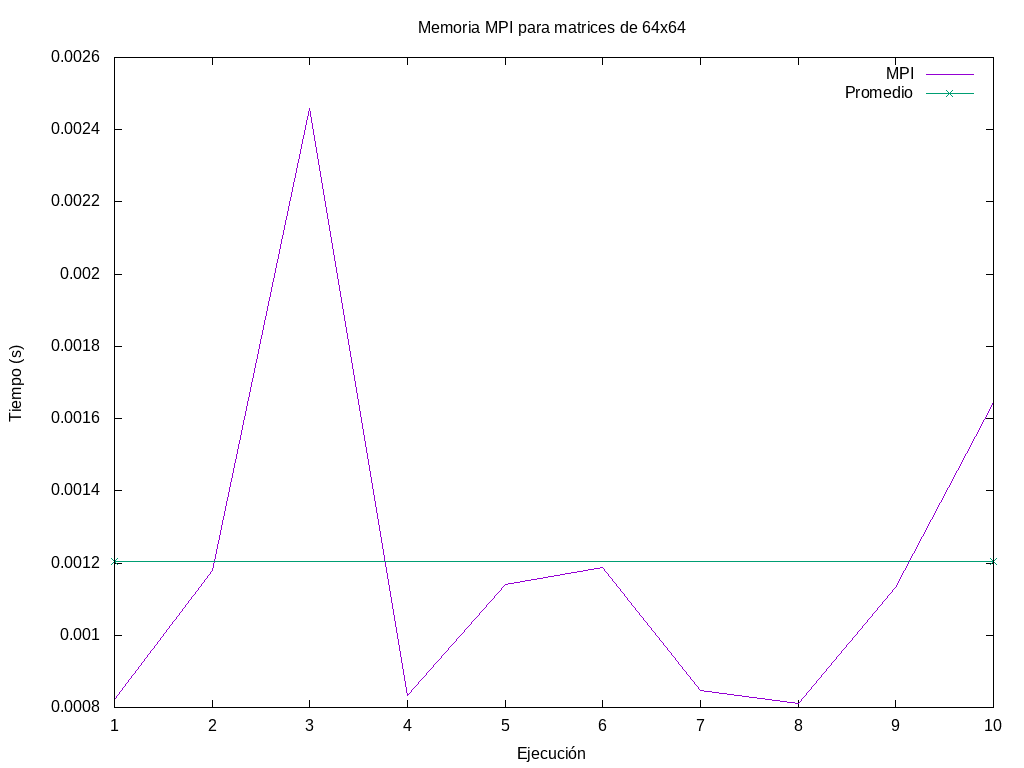 Memoria MPI para matrices de 64x64
MPI
Promedio
0.0026
0.0024
0.0022
0.002
0.0018
0.0016
0.0014
0.0012
0.001
0.0008
Tiempo (s)
1 2 3 4 5 6 7 8 9 10
Ejecución